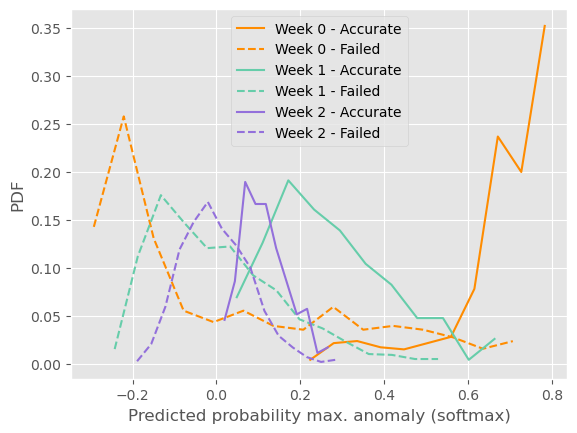 Week 0 - Accurate
Week 0 - Failed
Week 1 - Accurate
Week 1 - Failed
Week 2 - Accurate
Week 2 - Failed
0.35
0.30
0.25
0.20
0.15
0.10
0.05
0.00
PDF
−0.2 0.0 0.2 0.4 0.6 0.8
Predicted probability max. anomaly (softmax)